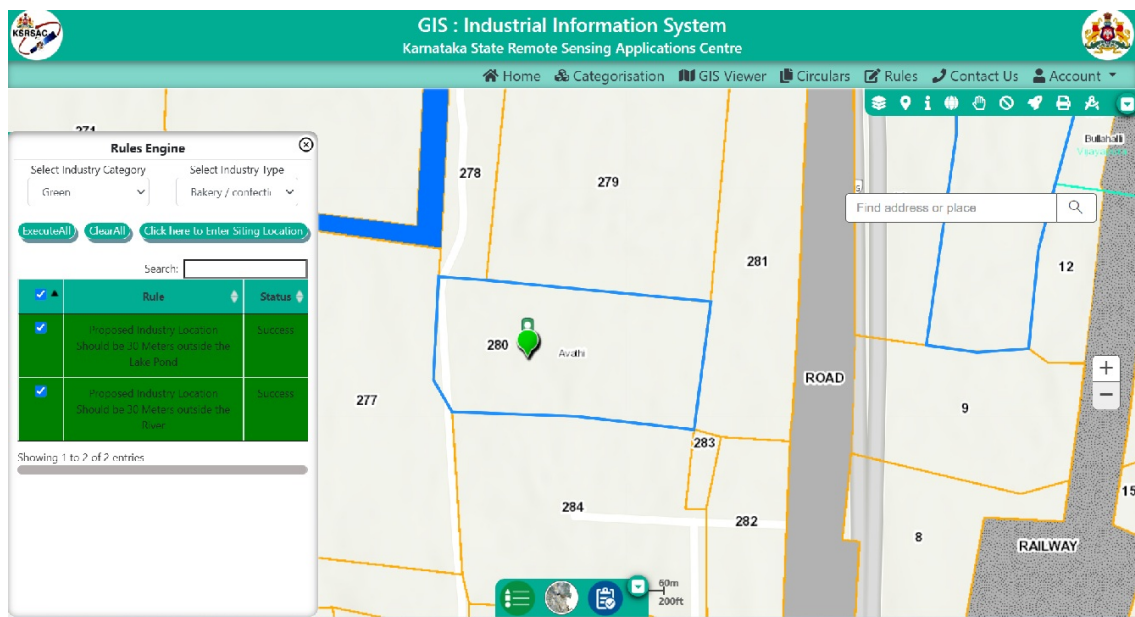 KSRSAC
GIS : Industrial Information System
Karnataka State Remote Sensing Applications Centre
Home Categorisation GIS Viewer Circulars Rules Contact Us Account
Rules Engine
Select Industry Category Select Industry Type
Green Bakery / confecti
ExecuteAll ClearAll Click here to Enter Siting Location
Search:
Rule Status
Proposed Industry Location Success
Should be 30 Meters outside the
Lake Pond
Proposed Industry Location Success
Should be 30 Meters outside the
River
Showing 1 to 2 of 2 entries
271
278
279
Bullahalli
Find address or place
281
12
280
Avathi
ROAD
277
9
283
284
282
8
15
RAILWAY
60m
200ft
+
−